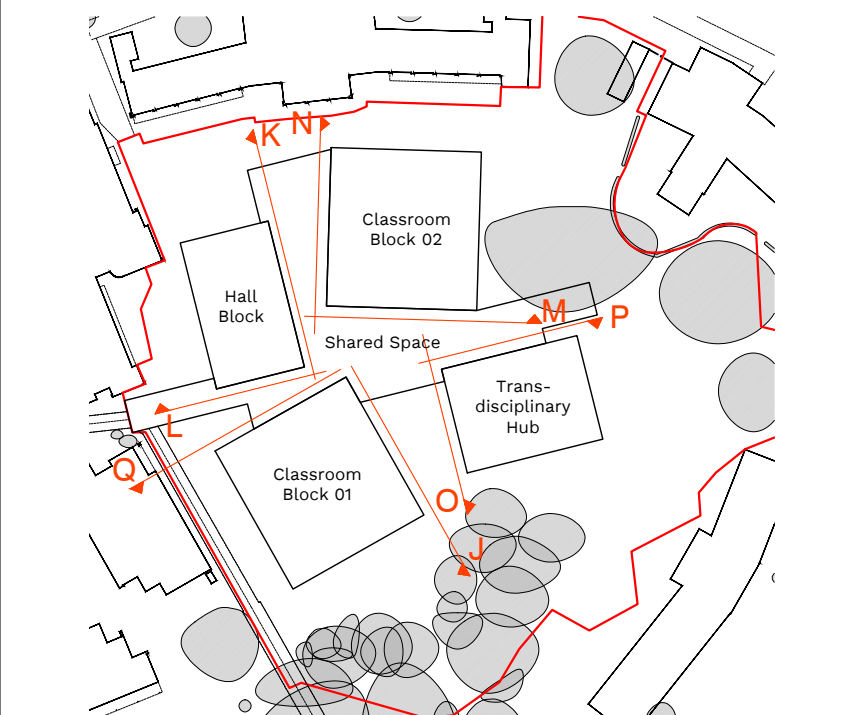 K
N
Classroom
Block 02
Hall
Block
M
P
Shared Space
Trans-
disciplinary
Hub
L
Q
Classroom
Block 01
O
J